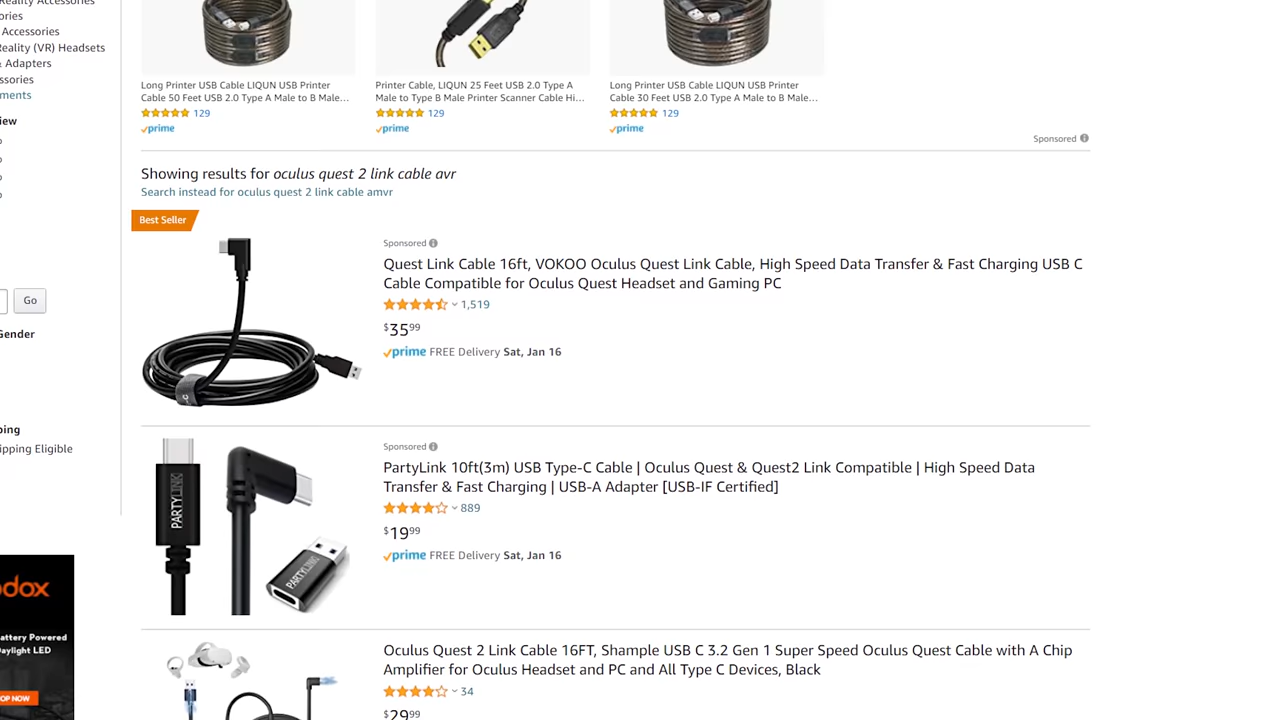 eality Accessories
ories
Accessories
eality (VR) Headsets
& Adapters
ssories
ments
iew
Go
Gender
ping
ipping Eligible
dox
attery Powered
aylight LED
OP NOW
Long Printer USB Cable LIQUN USB Printer
Cable 50 Feet USB 2.0 Type A Male to B Male…
129
prime
Printer Cable, LIQUN 25 Feet USB 2.0 Type A
Male to Type B Male Printer Scanner Cable Hi…
129
prime
Long Printer USB Cable LIQUN USB Printer
Cable 30 Feet USB 2.0 Type A Male to B Male…
129
prime
Sponsored
Showing results for oculus quest 2 link cable avr
Search instead for oculus quest 2 link cable amvr
Best Seller
Sponsored
Quest Link Cable 16ft, VOKOO Oculus Quest Link Cable, High Speed Data Transfer & Fast Charging USB C
Cable Compatible for Oculus Quest Headset and Gaming PC
1,519
$35 99
prime FREE Delivery Sat, Jan 16
PARTYLINK
PARTYLINK
Sponsored
PartyLink 10ft(3m) USB Type-C Cable | Oculus Quest & Quest2 Link Compatible | High Speed Data
Transfer & Fast Charging | USB-A Adapter [USB-IF Certified]
889
$19 99
prime FREE Delivery Sat, Jan 16
Oculus Quest 2 Link Cable 16FT, Shample USB C 3.2 Gen 1 Super Speed Oculus Quest Cable with A Chip
Amplifier for Oculus Headset and PC and All Type C Devices, Black
34
$29 99